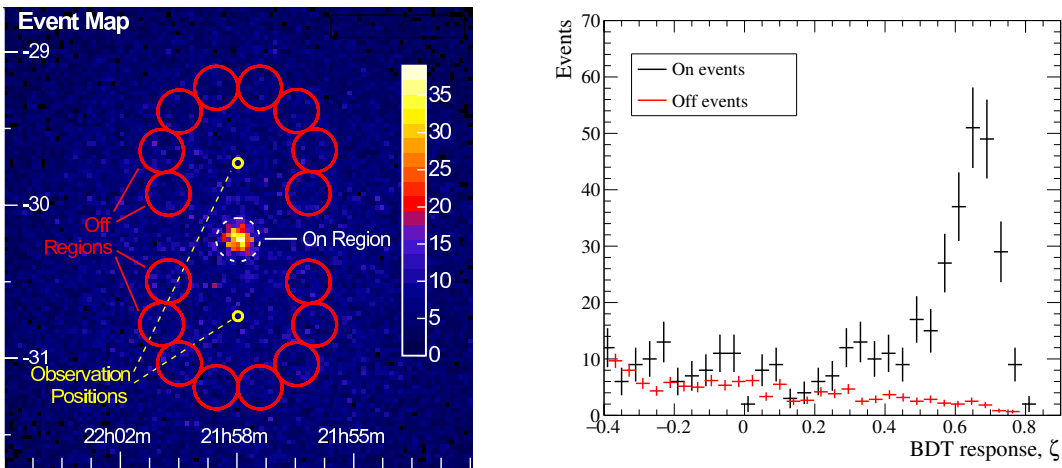 Event Map
-29
-30
-31
Off
Regions
On Region
Observation
Positions
22h02m
21h58m
21h55m
35
30
25
20
15
10
5
0
Events
70
60
50
40
30
20
10
0
On events
Off events
−0.4
−0.2
0
0.2
0.4
0.6
0.8
1
BDT response, ζ